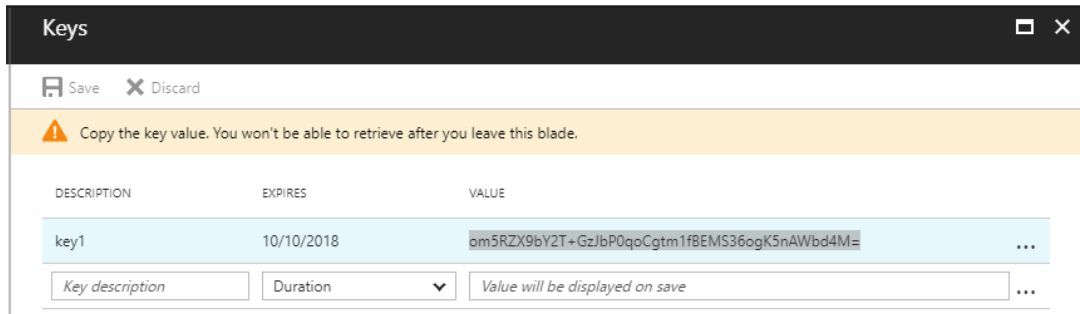 Keys
Save Discard
Copy the key value. You won't be able to retrieve after you leave this blade.
DESCRIPTION EXPIRES VALUE
key1 10/10/2018 om5RZX9bY2T+GzJbP0qoCgtm1fBEMS36ogK5nAWbd4M= ...
Key description Duration Value will be displayed on save ...